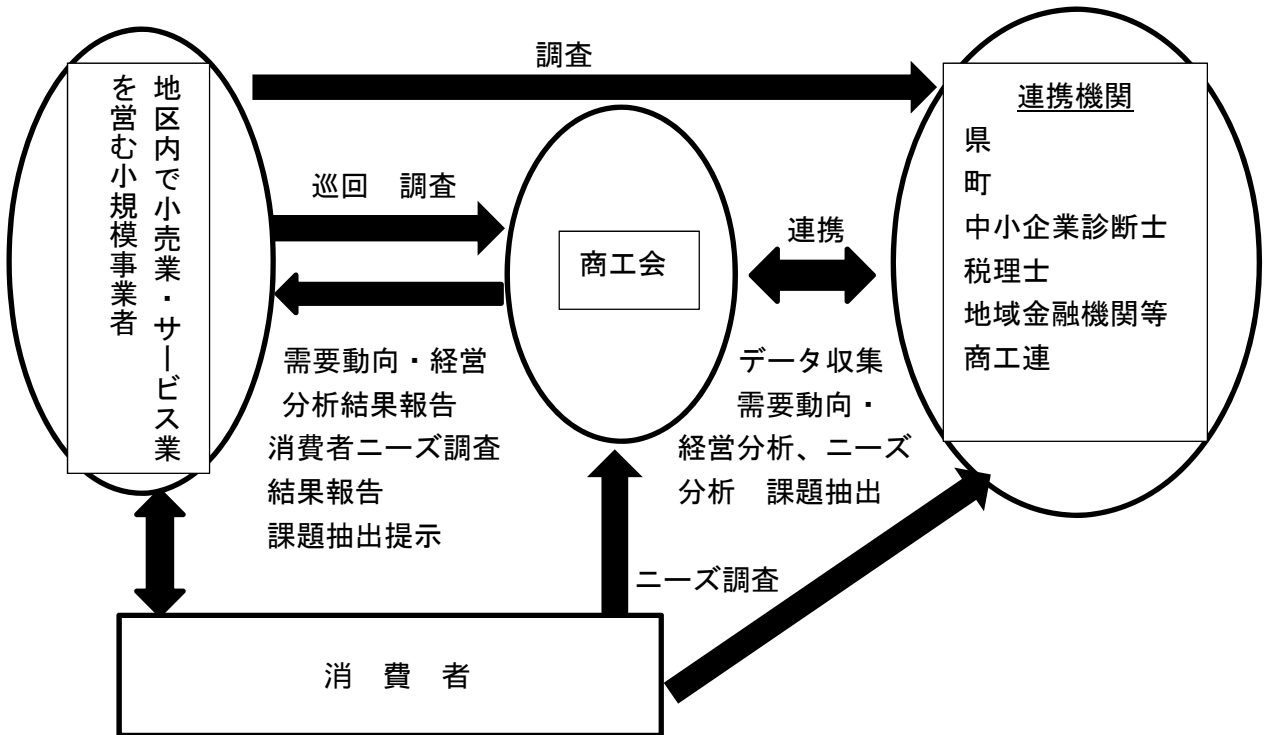 調査
地区内で小売業・サービス業
を営む小規模事業者
巡回　調査
商工会
連携
連携機関
県
町
中小企業診断士
税理士
地域金融機関等
商工連
需要動向・経営
分析結果報告
消費者ニーズ調査
結果報告
課題抽出提示
データ収集
需要動向・
経営分析、ニーズ
分析　課題抽出
ニーズ調査
消　費　者